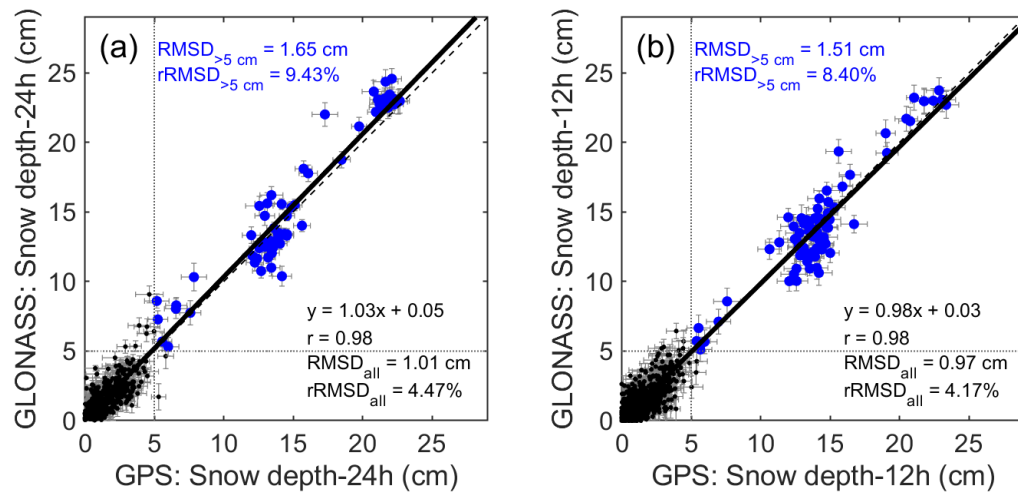 (a)
RMSD>5 cm = 1.65 cm
rRMSD>5 cm = 9.43%
y = 1.03x + 0.05
r = 0.98
RMSDall = 1.01 cm
rRMSDall = 4.47%
GLONASS: Snow depth-24h (cm)
25
20
15
10
5
0
0 5 10 15 20 25
GPS: Snow depth-24h (cm)
(b)
RMSD>5 cm = 1.51 cm
rRMSD>5 cm = 8.40%
y = 0.98x + 0.03
r = 0.98
RMSDall = 0.97 cm
rRMSDall = 4.17%
GLONASS: Snow depth-12h (cm)
25
20
15
10
5
0
0 5 10 15 20 25
GPS: Snow depth-12h (cm)